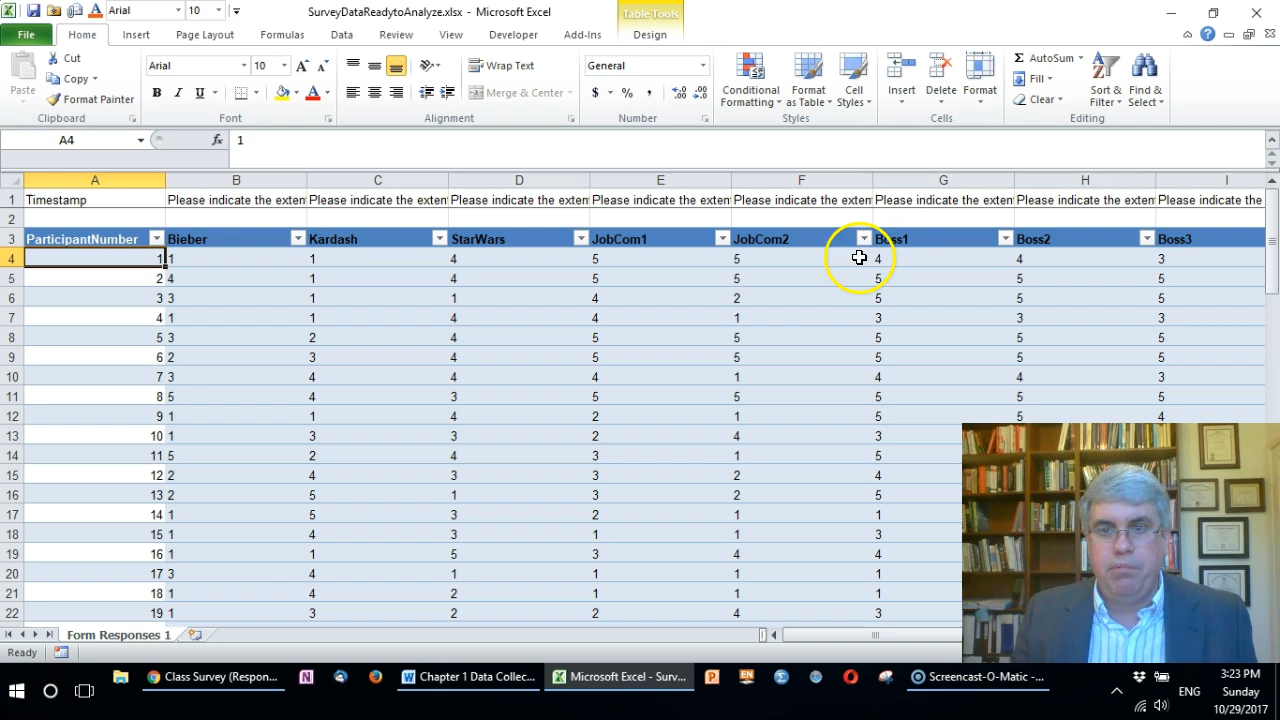 SurveyDataReadytoAnalyze.xlsx - Microsoft Excel
Table Tools
Arial 10
File Home Insert Page Layout Formulas Data Review View Developer Add-Ins Design
Paste
Cut
Copy
Format Painter
Clipboard
Arial 10
B I U A
Font
Wrap Text
Merge & Center
Alignment
General
$ % ,
Number
Conditional Formatting
Format as Table
Cell Styles
Styles
Insert Delete Format
Cells
AutoSum
Fill
Clear
Sort & Filter
Find & Select
Editing
A4 fx 1
A B C D E F G H I
1 Timestamp Please indicate the exten Please indicate the exten Please indicate the exten Please indicate the exten Please indicate the exten Please indicate the exten Please indicate the exten Please indicate the
2
3 ParticipantNumber Bieber Kardash StarWars JobCom1 JobCom2 Boss1 Boss2 Boss3
4 1 1 1 4 5 5 4 4 3
5 2 4 1 4 5 5 5 5 5
6 3 3 1 1 4 2 5 5 5
7 4 1 1 4 4 1 3 3 3
8 5 3 2 4 5 5 5 5 5
9 6 2 3 4 5 5 5 5 5
10 7 3 4 4 4 1 4 4 3
11 8 5 4 3 5 5 5 5 5
12 9 1 1 4 2 1 5 5 4
13 10 1 3 3 2 4 3
14 11 5 2 4 3 1 5
15 12 2 4 3 3 2 4
16 13 2 5 1 3 2 5
17 14 1 5 3 2 1 1
18 15 1 4 3 1 1 3
19 16 1 1 5 3 4 4
20 17 3 4 1 1 1 1
21 18 1 4 2 1 1 1
22 19 1 3 2 2 4 3
Form Responses 1
Ready
Class Survey (Respon...
Chapter 1 Data Collec...
Microsoft Excel - Surv...
Screencast-O-Matic -...
ENG
3:23 PM
Sunday
10/29/2017